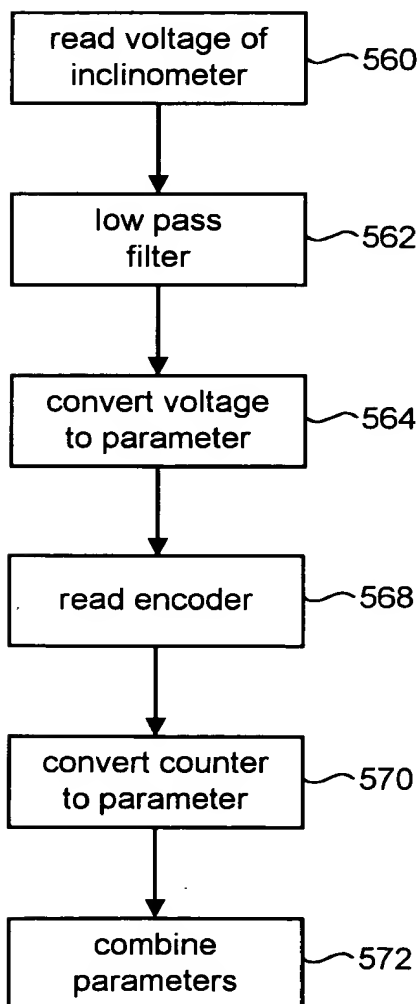 read voltage of
inclinometer
560
low pass
filter
562
convert voltage
to parameter
564
read encoder
568
convert counter
to parameter
570
combine
parameters
572